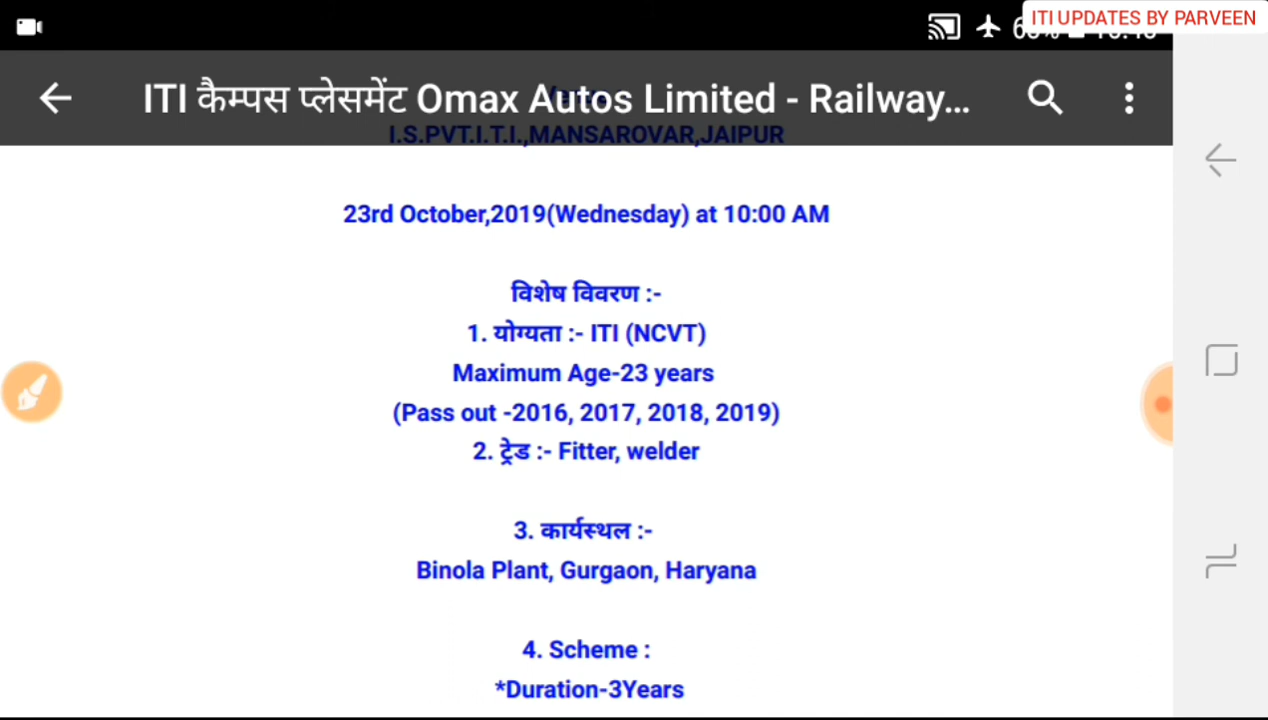 ITI UPDATES BY PARVEEN
ITI कैम्पस प्लेसमेंट Omax Autos Limited - Railway...
I.S.PVT.I.T.I.,MANSAROVAR,JAIPUR
23rd October,2019(Wednesday) at 10:00 AM
विशेष विवरण :-
1. योग्यता :- ITI (NCVT)
Maximum Age-23 years
(Pass out -2016, 2017, 2018, 2019)
2. ट्रेड :- Fitter, welder
3. कार्यस्थल :-
Binola Plant, Gurgaon, Haryana
4. Scheme :
*Duration-3Years